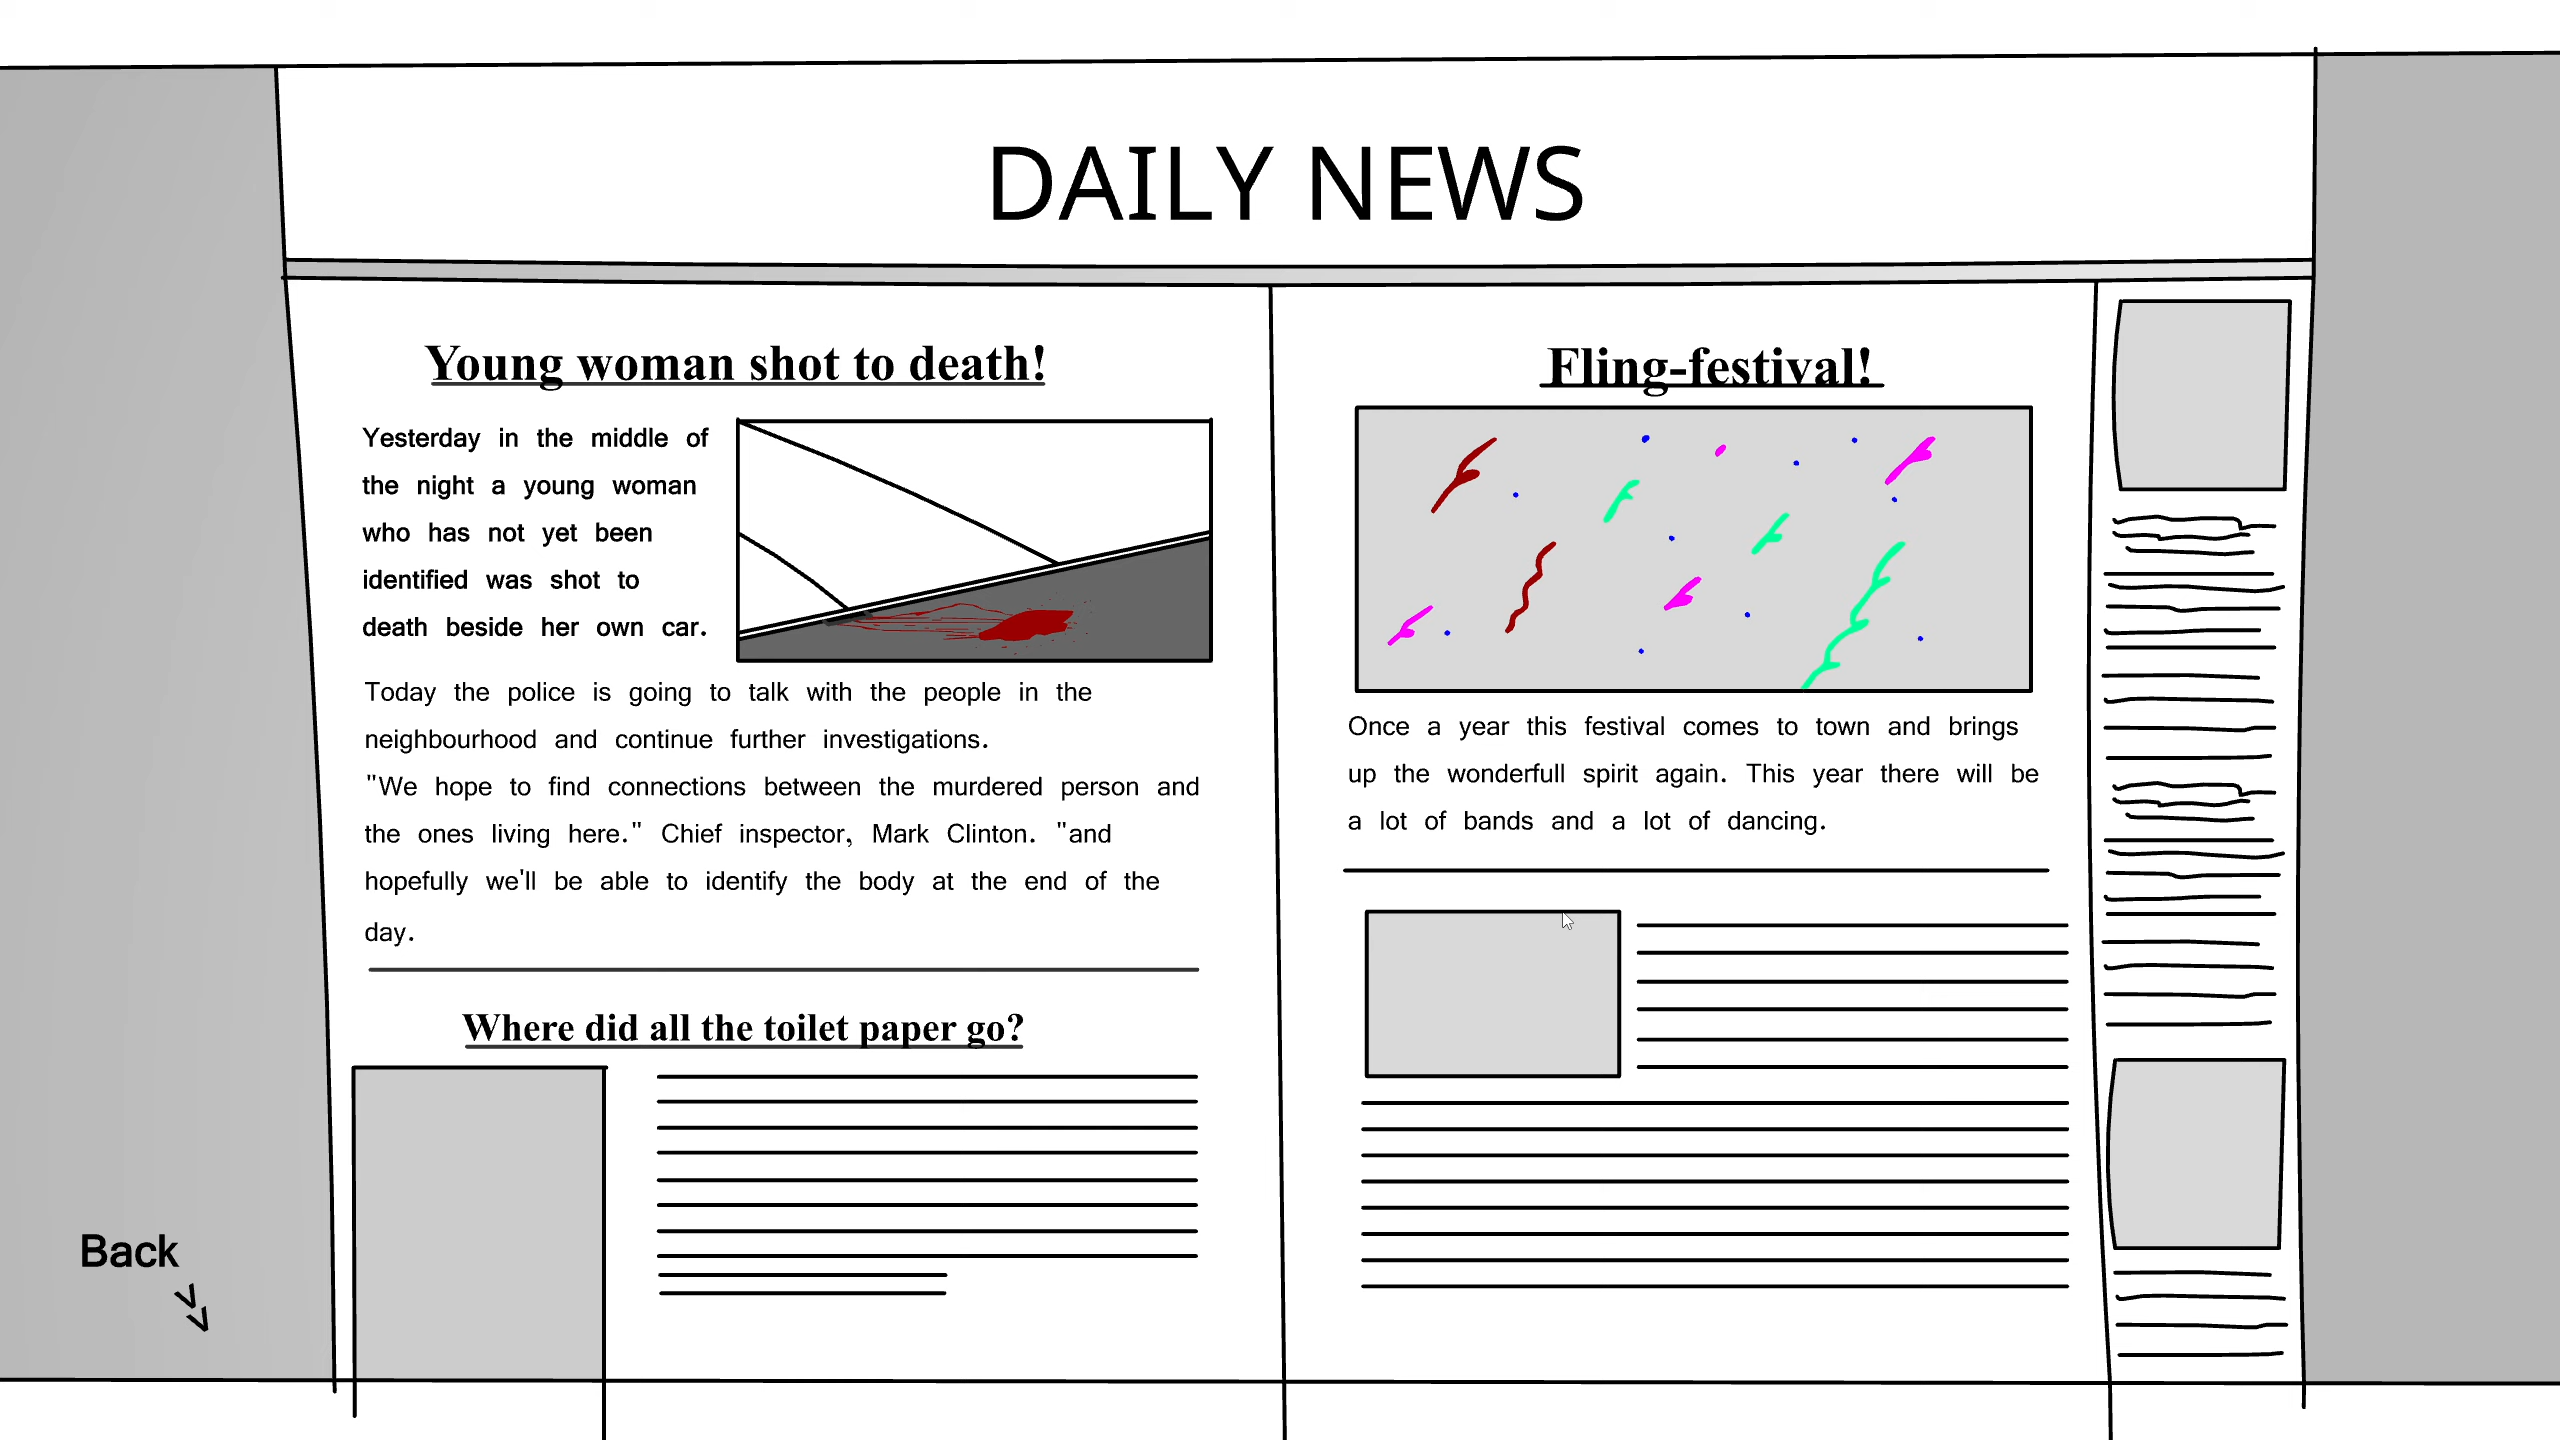 DAILY NEWS
Young woman shot to death!
Yesterday in the middle of
the night a young woman
who has not yet been
identified was shot to
death beside her own car.
Today the police is going to talk with the people in the
neighbourhood and continue further investigations.
"We hope to find connections between the murdered person and
the ones living here." Chief inspector, Mark Clinton. "and
hopefully we'll be able to identify the body at the end of the
day.
Where did all the toilet paper go?
Fling-festival!
Once a year this festival comes to town and brings
up the wonderfull spirit again. This year there will be
a lot of bands and a lot of dancing.
Back